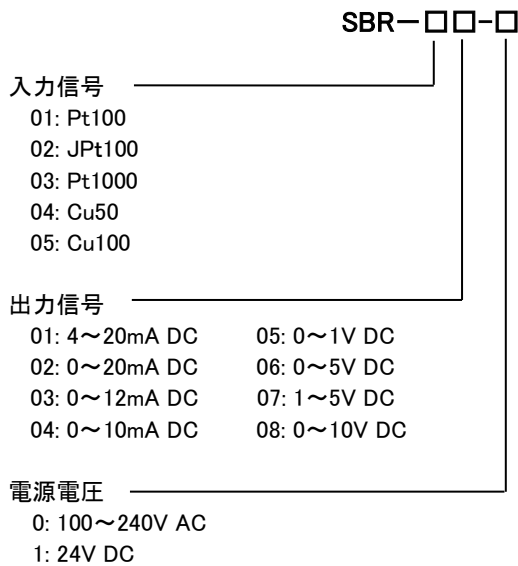 SBR－□□-□
入力信号
01: Pt100
02: JPt100
03: Pt1000
04: Cu50
05: Cu100
出力信号
01: 4～20mA DC 05: 0～1V DC
02: 0～20mA DC 06: 0～5V DC
03: 0～12mA DC 07: 1～5V DC
04: 0～10mA DC 08: 0～10V DC
電源電圧
0: 100～240V AC
1: 24V DC